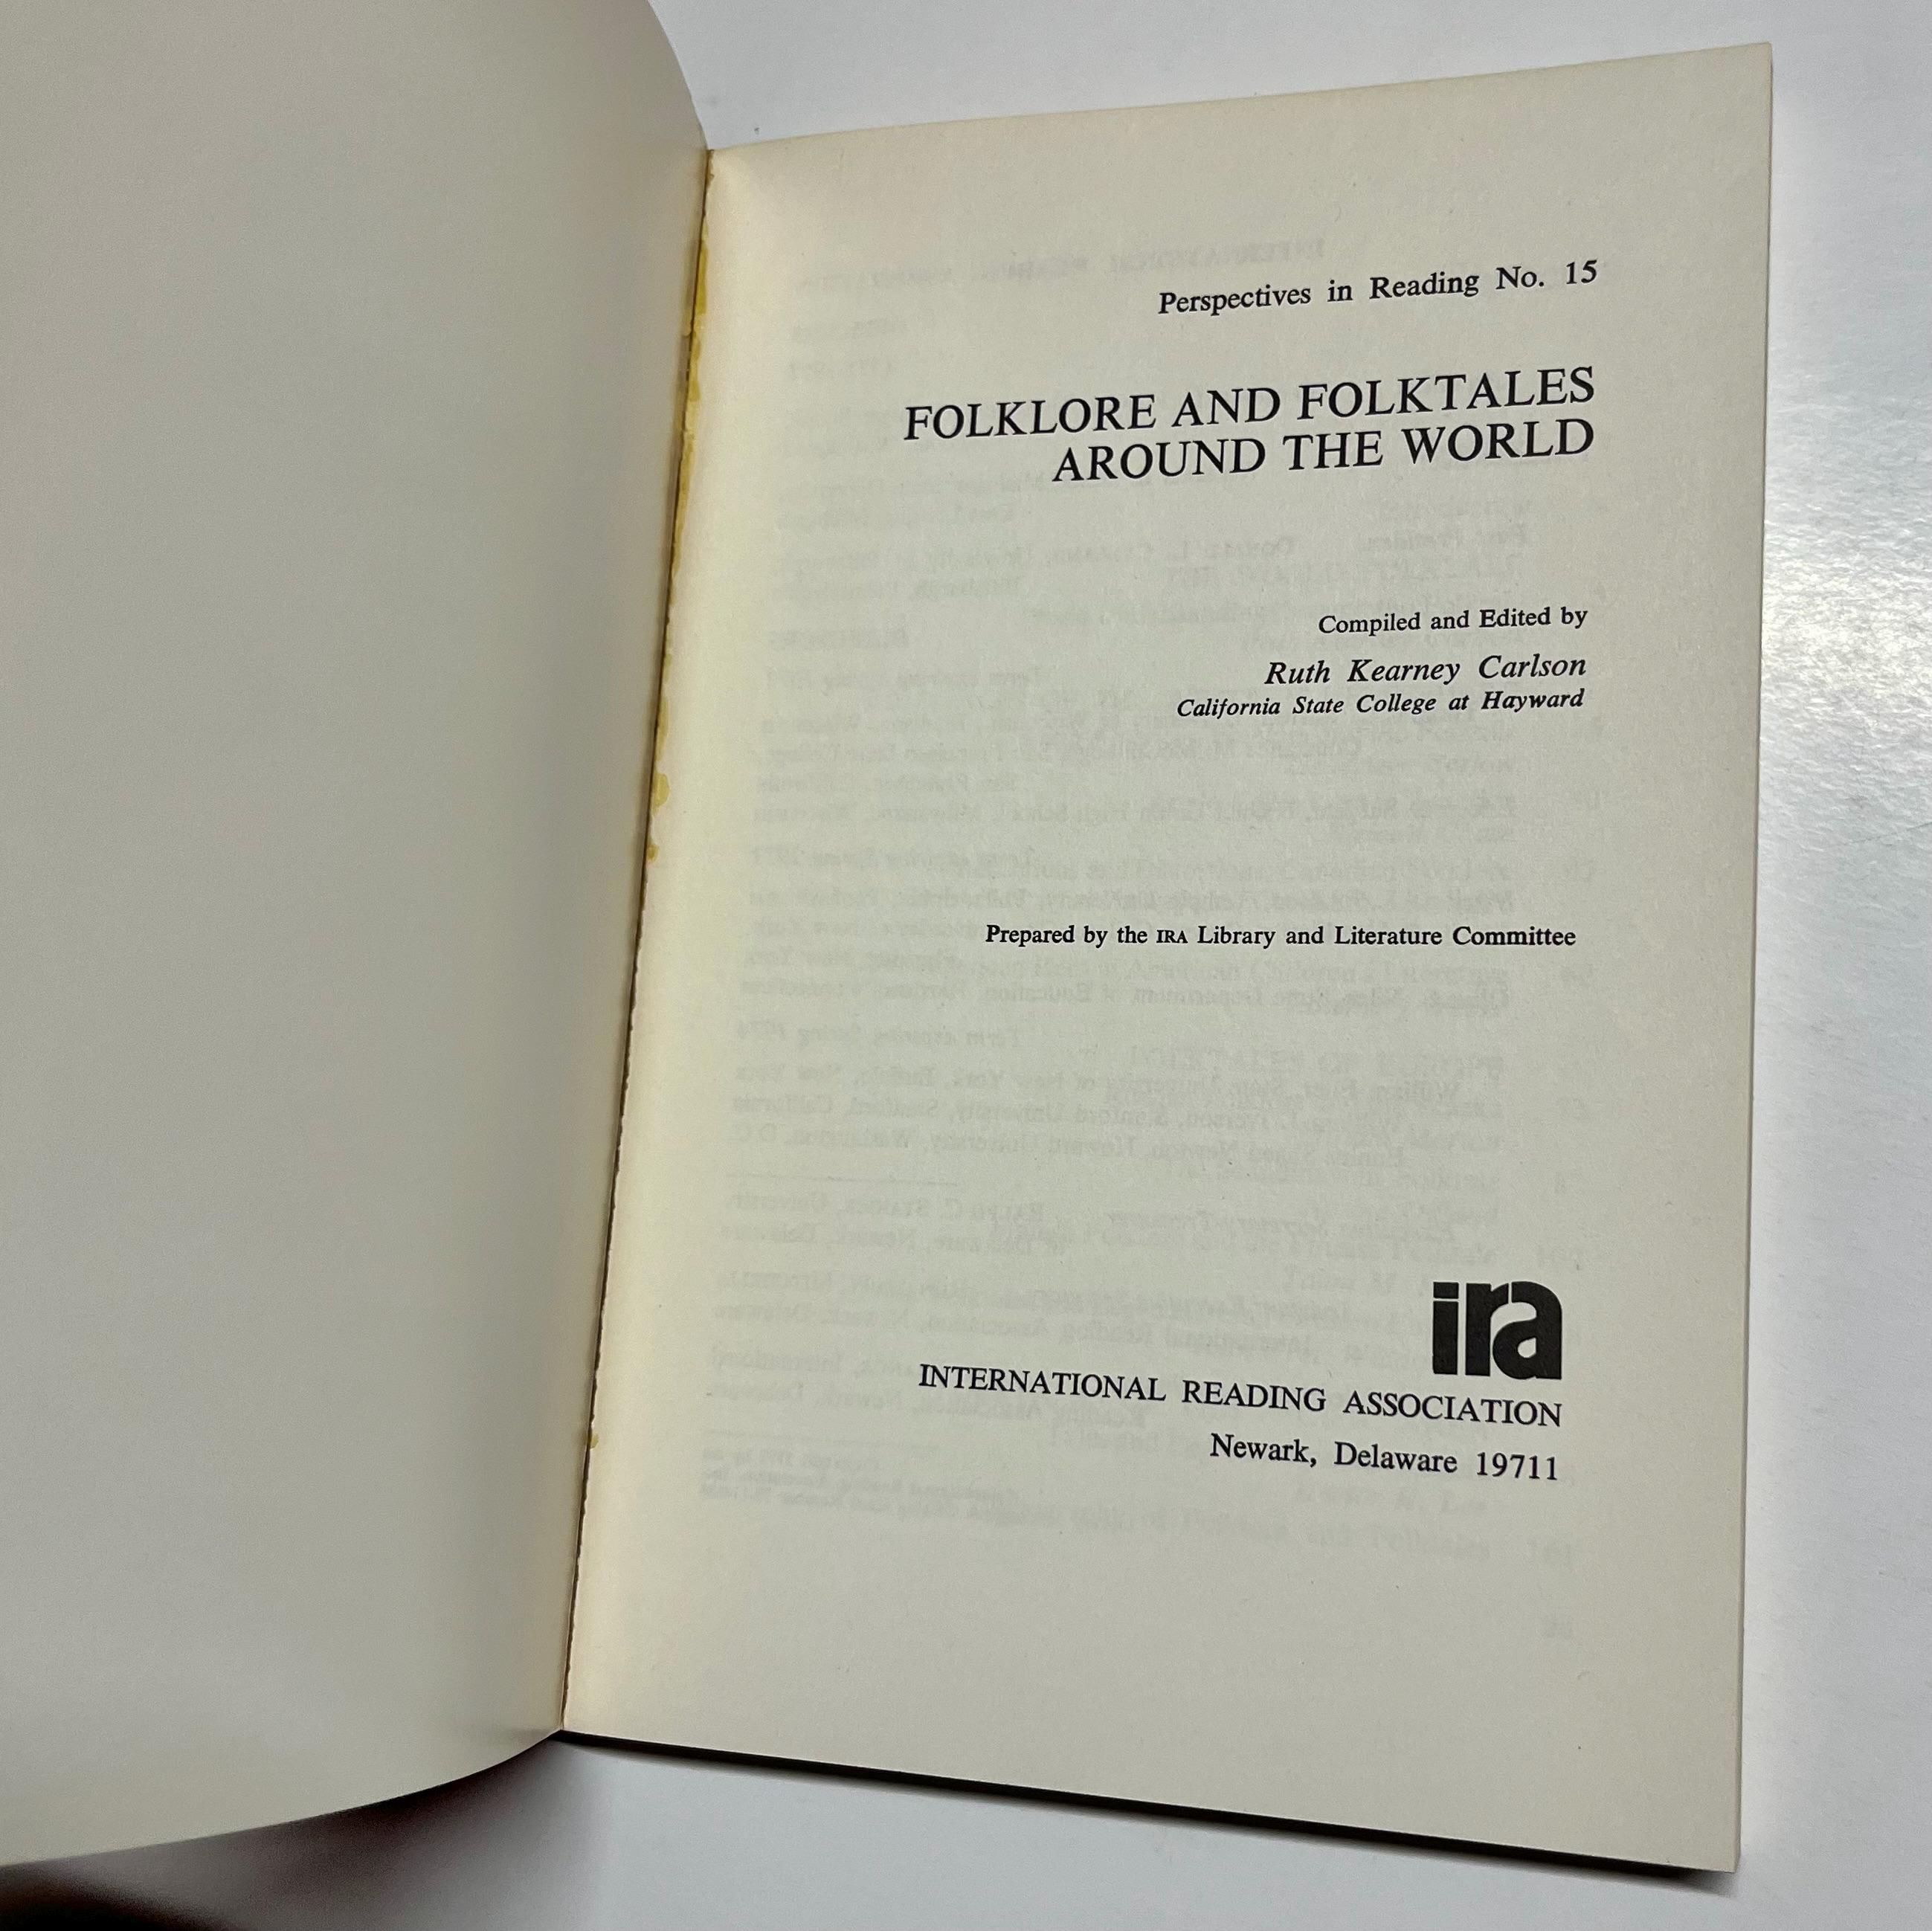 Perspectives in Reading No. 15
FOLKLORE AND FOLKTALES
AROUND THE WORLD
Compiled and Edited by
Ruth Kearney Carlson
California State College at Hayward
Prepared by the IRA Library and Literature Committee
ira
INTERNATIONAL READING ASSOCIATION
Newark, Delaware 19711